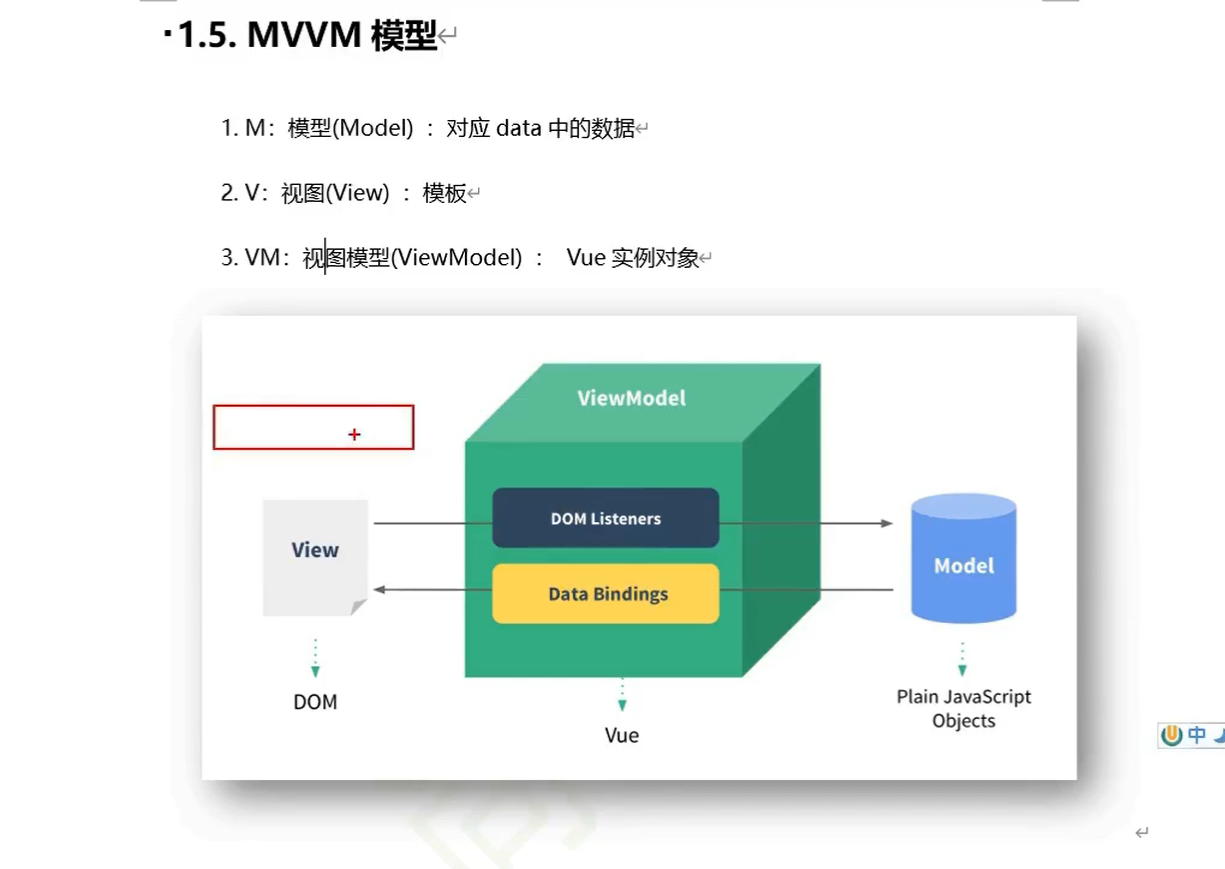 ·1.5. MVVM 模型↵
1. M：模型(Model) ：对应 data 中的数据↵
2. V：视图(View) ：模板↵
3. VM：视图模型(ViewModel) ： Vue 实例对象↵
ViewModel
DOM Listeners
View
Model
Data Bindings
DOM
Plain JavaScript
Objects
Vue
中
↵